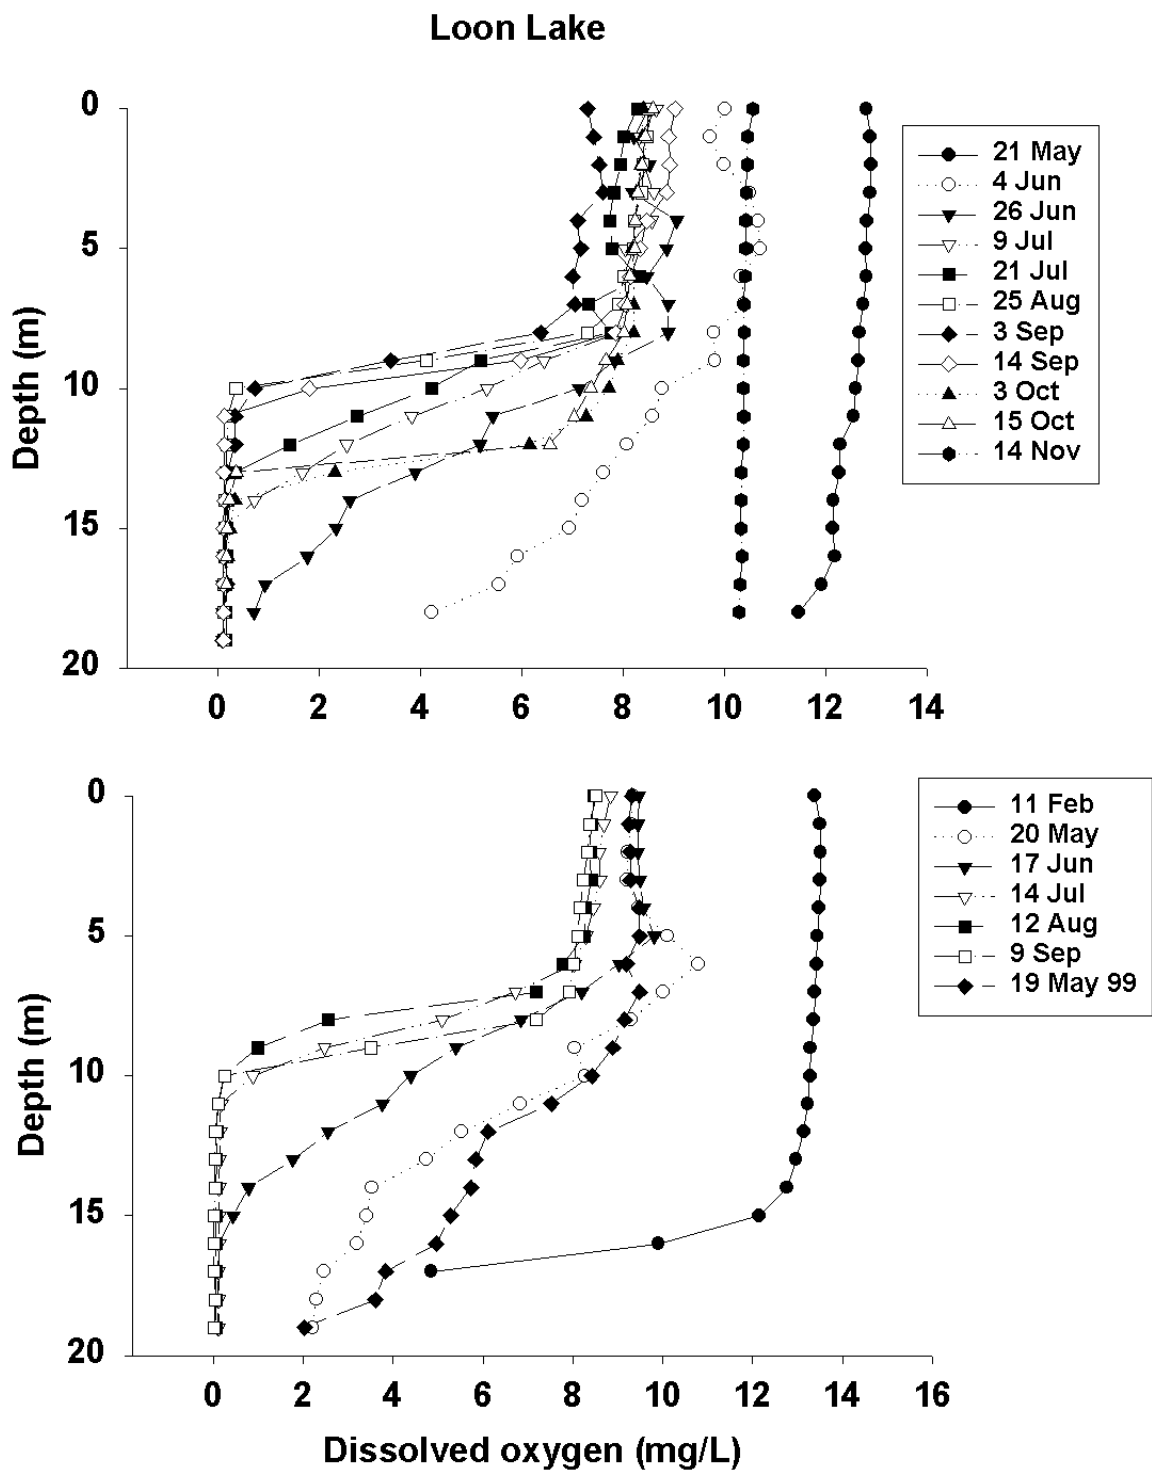 Loon Lake
0
5
10
15
20
Depth (m)
0 2 4 6 8 10 12 14
21 May
4 Jun
26 Jun
9 Jul
21 Jul
25 Aug
3 Sep
14 Sep
3 Oct
15 Oct
14 Nov
0
5
10
15
20
Depth (m)
0 2 4 6 8 10 12 14 16
Dissolved oxygen (mg/L)
11 Feb
20 May
17 Jun
14 Jul
12 Aug
9 Sep
19 May 99